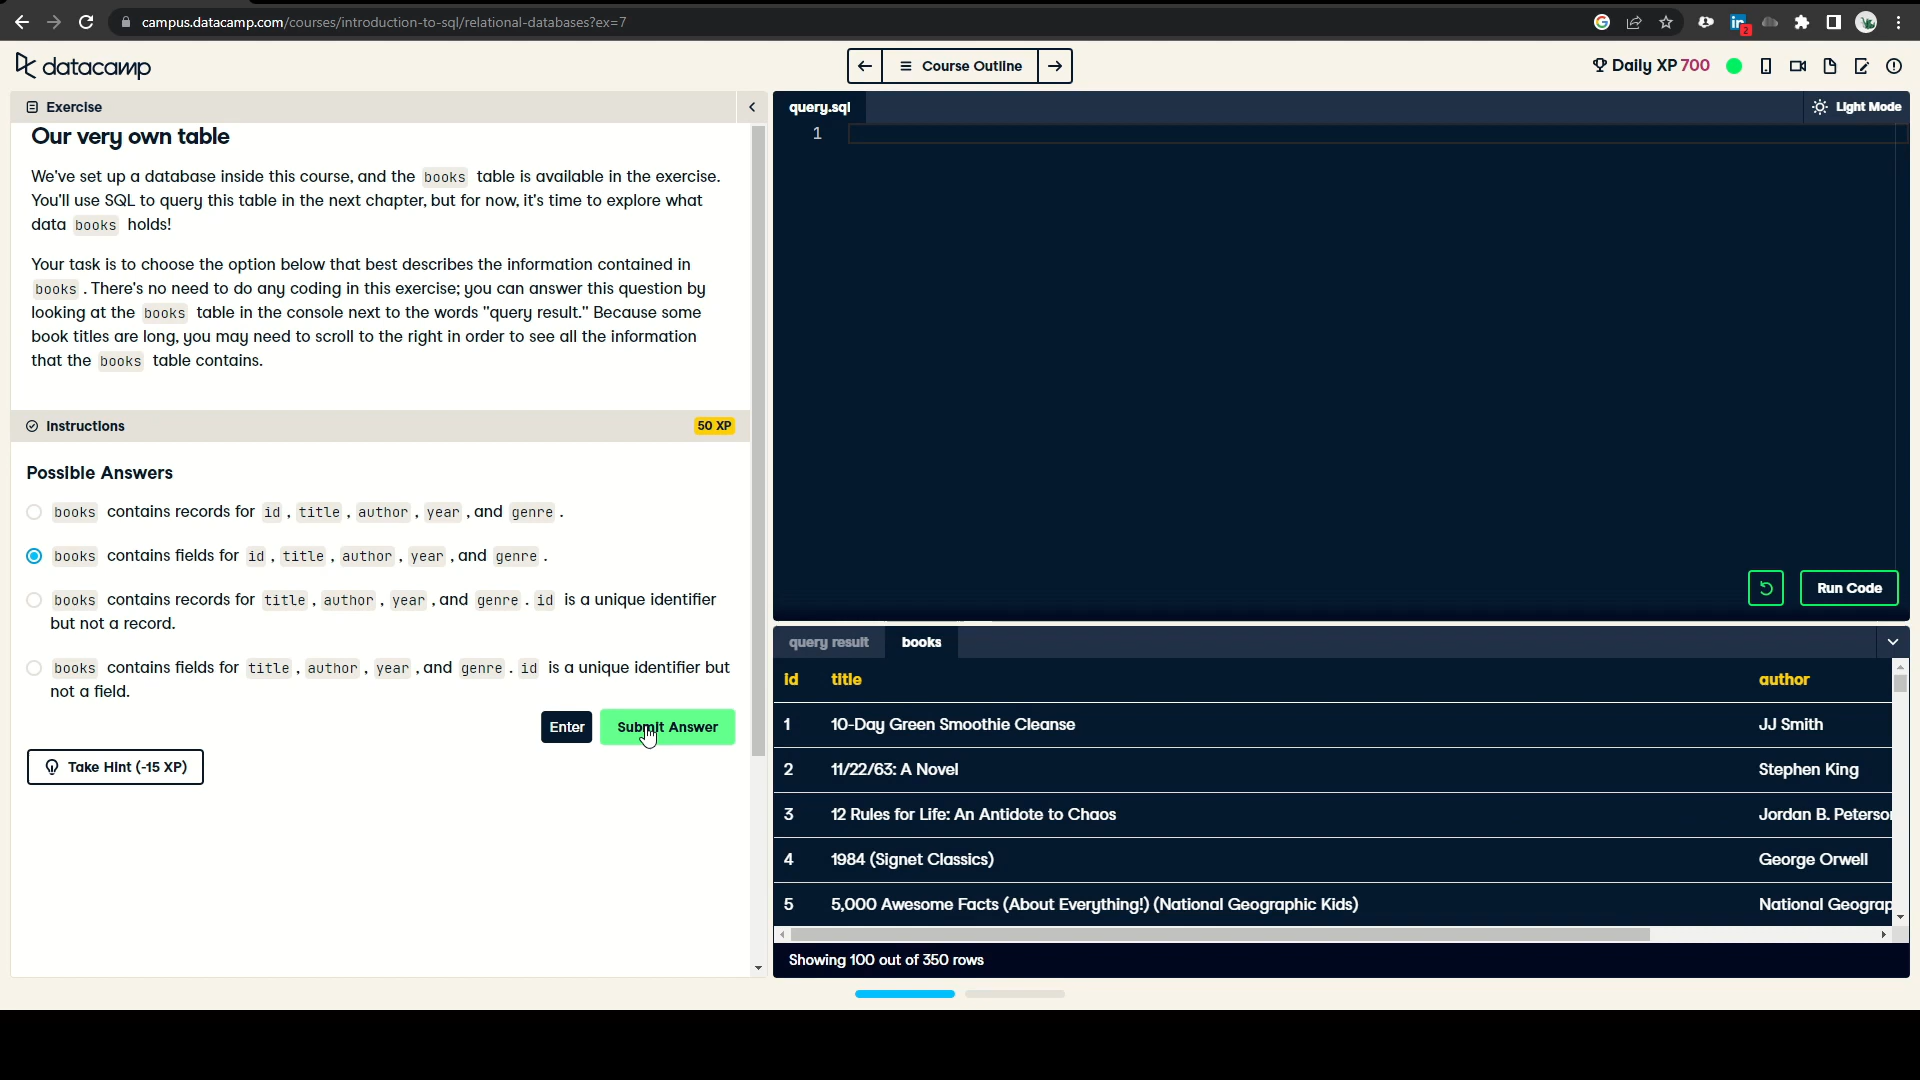 campus.datacamp.com/courses/introduction-to-sql/relational-databases?ex=7
2
datacamp
Course Outline
Daily XP 700
Exercise
Our very own table
We've set up a database inside this course, and the books table is available in the exercise.
You'll use SQL to query this table in the next chapter, but for now, it's time to explore what
data books holds!
Your task is to choose the option below that best describes the information contained in
books . There's no need to do any coding in this exercise; you can answer this question by
looking at the books table in the console next to the words "query result." Because some
book titles are long, you may need to scroll to the right in order to see all the information
that the books table contains.
Instructions
50 XP
Possible Answers
books contains records for id , title , author , year , and genre .
books contains fields for id , title , author , year , and genre .
books contains records for title , author , year , and genre . id is a unique identifier
but not a record.
books contains fields for title , author , year , and genre . id is a unique identifier but
not a field.
Enter
Submit Answer
Take Hint (-15 XP)
query.sql
Light Mode
1
Run Code
query result
books
id title author
1 10-Day Green Smoothie Cleanse JJ Smith
2 11/22/63: A Novel Stephen King
3 12 Rules for Life: An Antidote to Chaos Jordan B. Peterso
4 1984 (Signet Classics) George Orwell
5 5,000 Awesome Facts (About Everything!) (National Geographic Kids) National Geograp
Showing 100 out of 350 rows